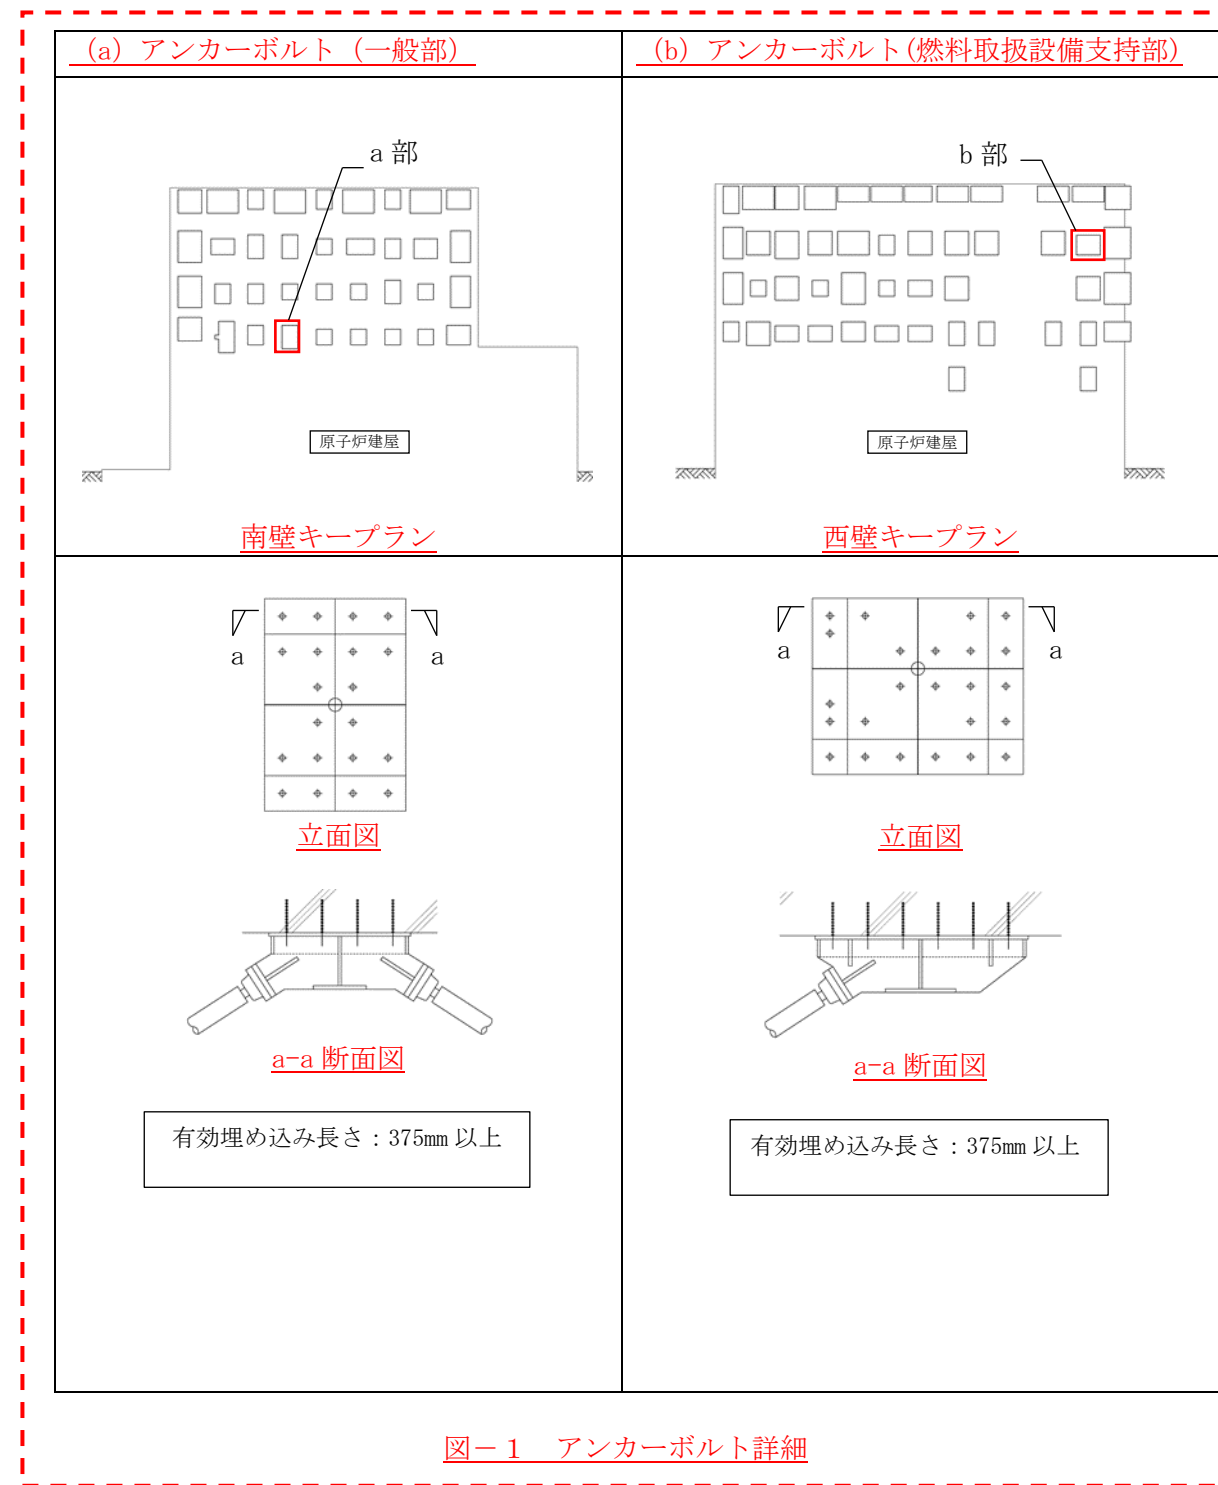 (a) アンカーボルト (一般部)
(b) アンカーボルト(燃料取扱設備支持部)
a 部
b 部
原子炉建屋
原子炉建屋
南壁キープラン
西壁キープラン
a
a
a
a
立面図
立面図
a-a 断面図
a-a 断面図
有効埋め込み長さ：375mm 以上
有効埋め込み長さ：375mm 以上
図－１　アンカーボルト詳細